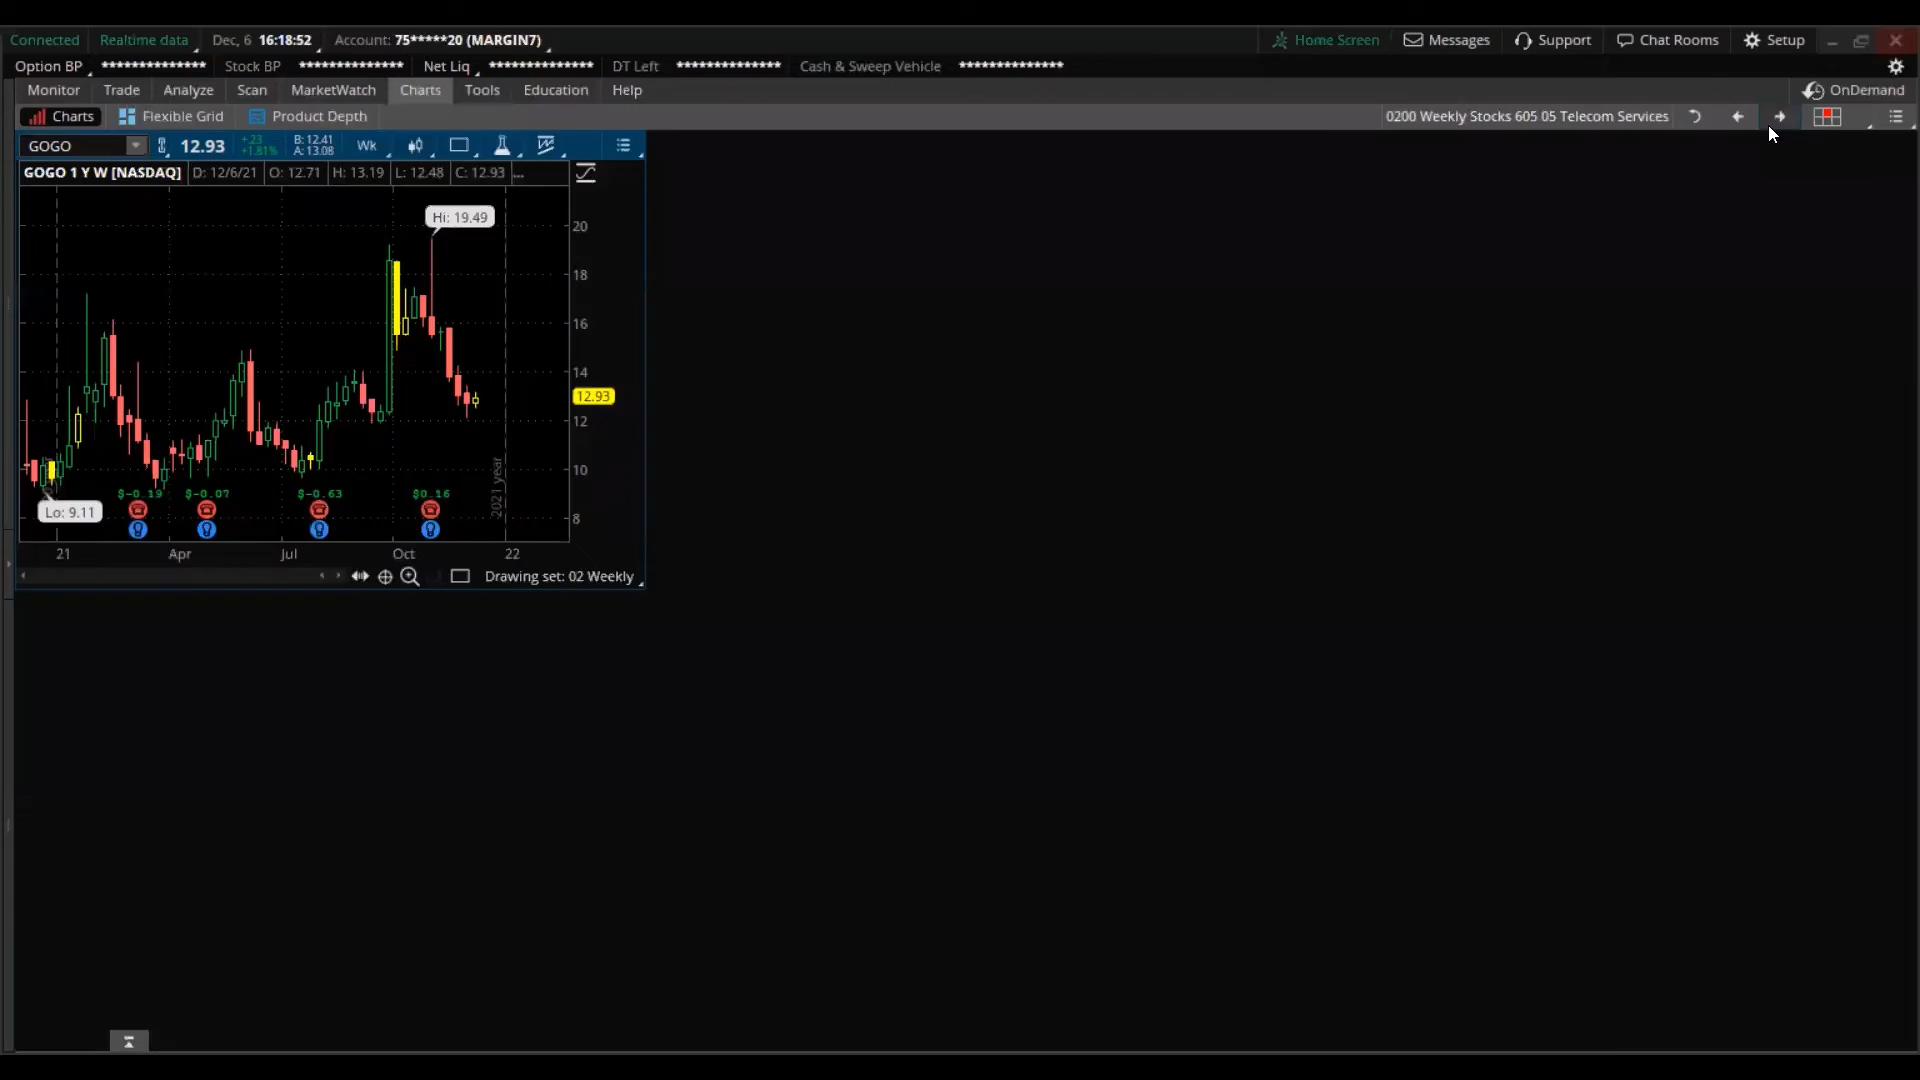 Connected Realtime data Dec, 6 16:18:52 Account: 75*****20 (MARGIN7) Home Screen Messages Support Chat Rooms Setup
Option BP ************** Stock BP ************** Net Liq ************** DT Left ************** Cash & Sweep Vehicle **************
Monitor Trade Analyze Scan MarketWatch Charts Tools Education Help OnDemand
Charts Flexible Grid Product Depth 0200 Weekly Stocks 605 05 Telecom Services
GOGO 12.93 +.23 +1.81% B: 12.41 A: 13.08 Wk
GOGO 1 Y W [NASDAQ] D: 12/6/21 O: 12.71 H: 13.19 L: 12.48 C: 12.93 ...
Hi: 19.49
20
18
16
14
12.93
12
10
$-0.19 $-0.07 $-0.63 $0.16
2021 year
Lo: 9.11
8
21 Apr Jul Oct 22
Drawing set: 02 Weekly